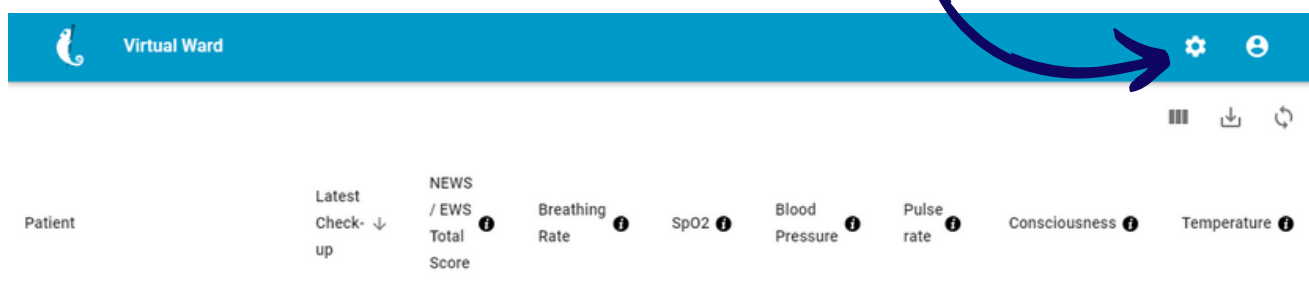 Virtual Ward
Patient
Latest
Check-
up
NEWS
/ EWS
Total
Score
Breathing
Rate
SpO2
Blood
Pressure
Pulse
rate
Consciousness
Temperature